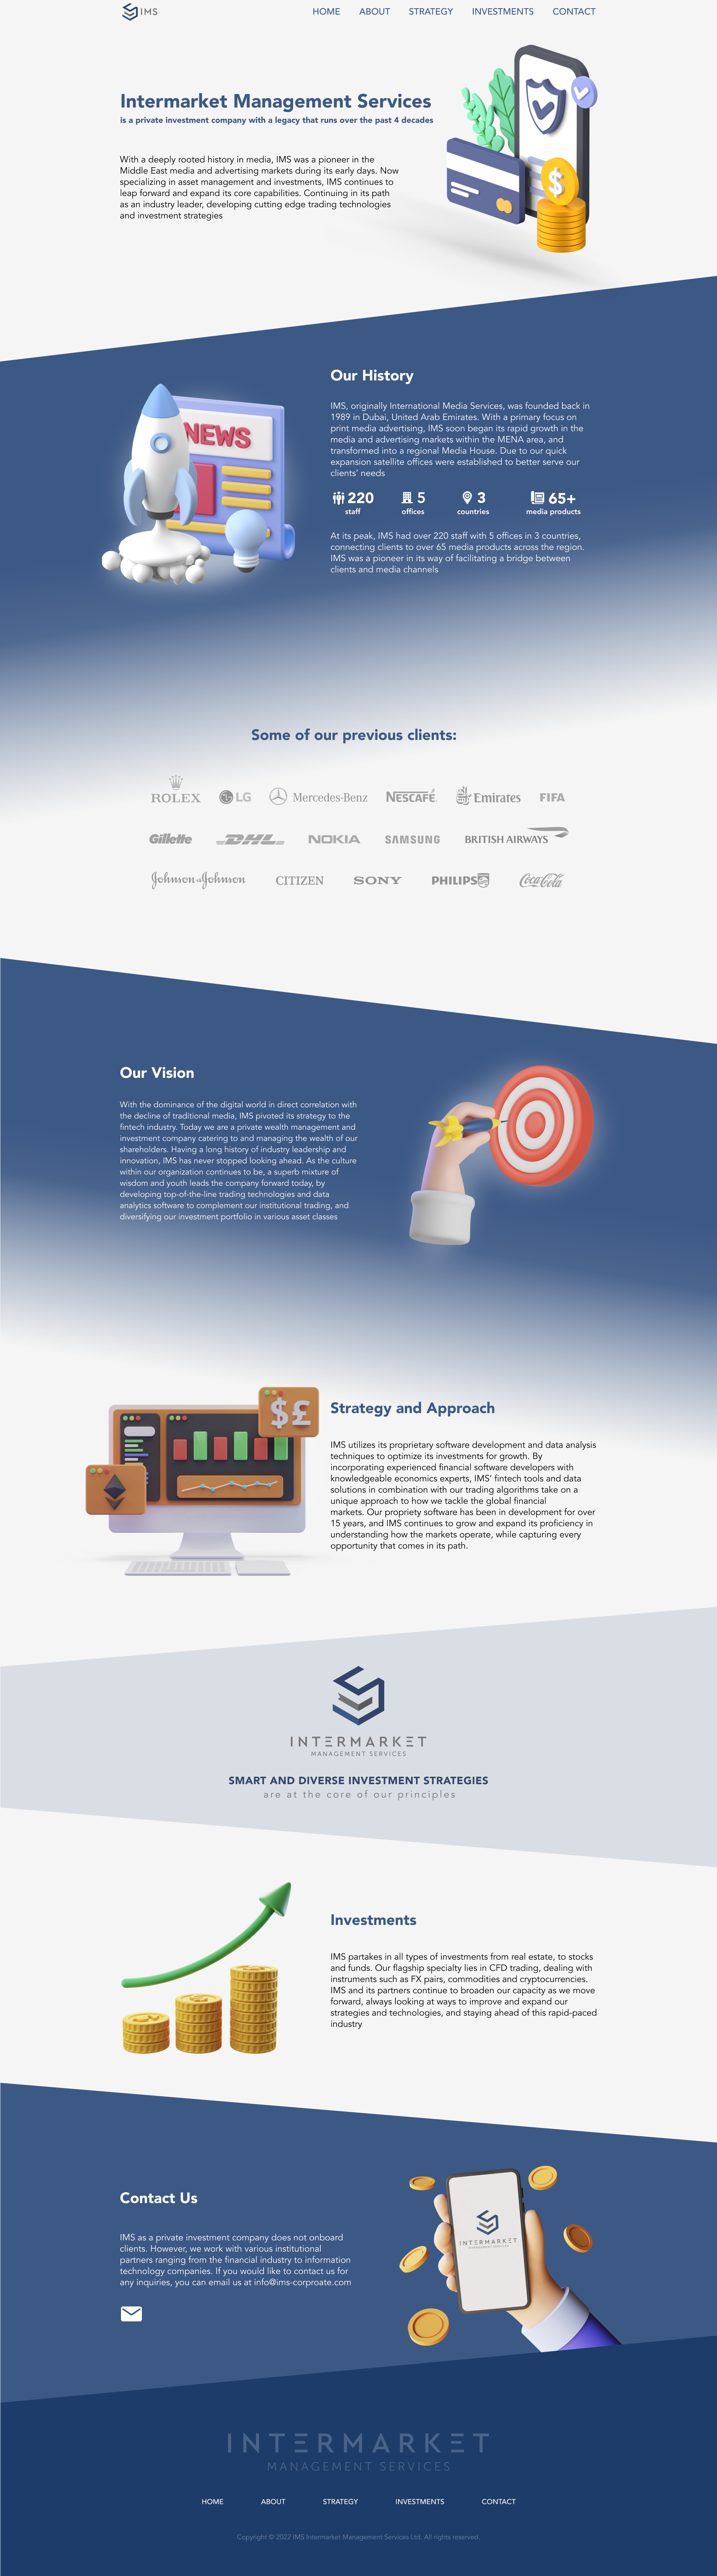 IMS
HOME ABOUT STRATEGY INVESTMENTS CONTACT
Intermarket Management Services
is a private investment company with a legacy that runs over the past 4 decades
With a deeply rooted history in media, IMS was a pioneer in the
Middle East media and advertising markets during its early days. Now
specializing in asset management and investments, IMS continues to
leap forward and expand its core capabilities. Continuing in its path
as an industry leader, developing cutting edge trading technologies
and investment strategies
$
NEWS
Our History
IMS, originally International Media Services, was founded back in
1989 in Dubai, United Arab Emirates. With a primary focus on
print media advertising, IMS soon began its rapid growth in the
media and advertising markets within the MENA area, and
transformed into a regional Media House. Due to our quick
expansion satellite offices were established to better serve our
clients' needs
220 5 3 65+
staff offices countries media products
At its peak, IMS had over 220 staff with 5 offices in 3 countries,
connecting clients to over 65 media products across the region.
IMS was a pioneer in its way of facilitating a bridge between
clients and media channels
Some of our previous clients:
ROLEX LG Mercedes-Benz NESCAFÉ Emirates FIFA
Gillette DHL NOKIA SAMSUNG BRITISH AIRWAYS
Johnson & Johnson CITIZEN SONY PHILIPS Coca-Cola
Our Vision
With the dominance of the digital world in direct correlation with
the decline of traditional media, IMS pivoted its strategy to the
fintech industry. Today we are a private wealth management and
investment company catering to and managing the wealth of our
shareholders. Having a long history of industry leadership and
innovation, IMS has never stopped looking ahead. As the culture
within our organization continues to be, a superb mixture of
wisdom and youth leads the company forward today, by
developing top-of-the-line trading technologies and data
analytics software to complement our institutional trading, and
diversifying our investment portfolio in various asset classes
$£
Strategy and Approach
IMS utilizes its proprietary software development and data analysis
techniques to optimize its investments for growth. By
incorporating experienced financial software developers with
knowledgeable economics experts, IMS' fintech tools and data
solutions in combination with our trading algorithms take on a
unique approach to how we tackle the global financial
markets. Our propriety software has been in development for over
15 years, and IMS continues to grow and expand its proficiency in
understanding how the markets operate, while capturing every
opportunity that comes in its path.
INTERMARKET
MANAGEMENT SERVICES
SMART AND DIVERSE INVESTMENT STRATEGIES
are at the core of our principles
Investments
IMS partakes in all types of investments from real estate, to stocks
and funds. Our flagship specialty lies in CFD trading, dealing with
instruments such as FX pairs, commodities and cryptocurrencies.
IMS and its partners continue to broaden our capacity as we move
forward, always looking at ways to improve and expand our
strategies and technologies, and staying ahead of this rapid-paced
industry
Contact Us
IMS as a private investment company does not onboard
clients. However, we work with various institutional
partners ranging from the financial industry to information
technology companies. If you would like to contact us for
any inquiries, you can email us at info@ims-corproate.com
INTERMARKET
MANAGEMENT SERVICES
INTERMARKET
MANAGEMENT SERVICES
HOME ABOUT STRATEGY INVESTMENTS CONTACT
Copyright © 2022 IMS Intermarket Management Services Ltd. All rights reserved.